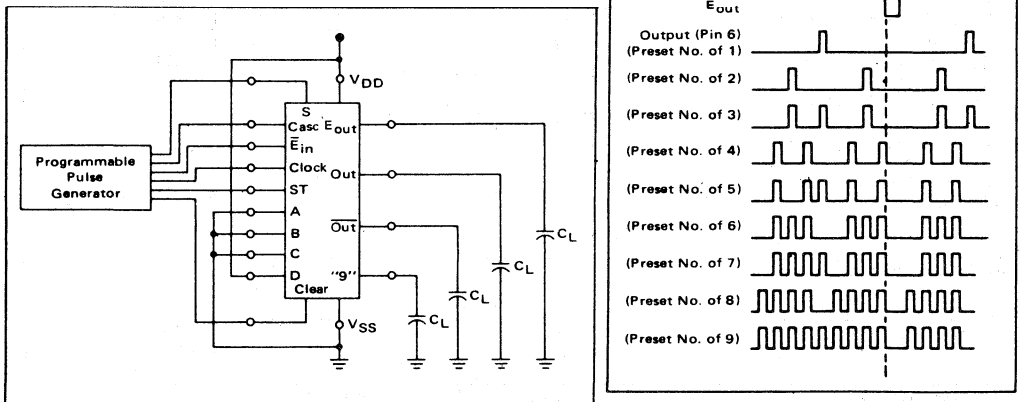 VDD
S
Casc Eout
Ein
Clock Out
ST
A
B Out
C
D "9"
Clear
VSS
Programmable
Pulse
Generator
CL
CL
CL
CL
Eout
Output (Pin 6)
(Preset No. of 1)
(Preset No. of 2)
(Preset No. of 3)
(Preset No. of 4)
(Preset No. of 5)
(Preset No. of 6)
(Preset No. of 7)
(Preset No. of 8)
(Preset No. of 9)